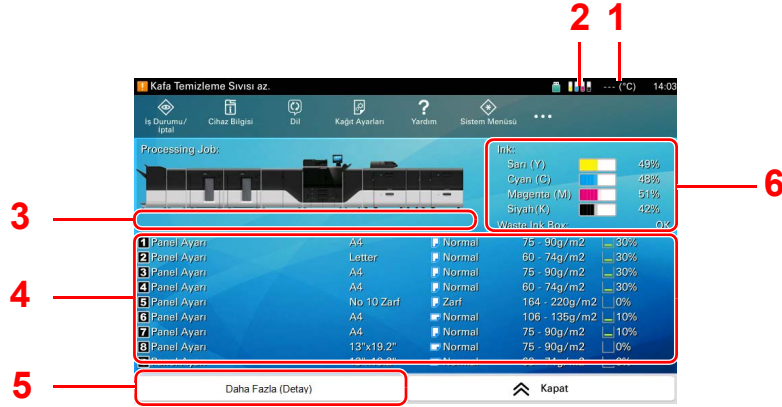 2 1
Kafa Temizleme Sıvısı az. --- (°C) 14:03
İş Durumu/ İptal Cihaz Bilgisi Dil Kağıt Ayarları Yardım Sistem Menüsü
Processing Job: Ink:
Sarı (Y) 49%
Cyan (C) 48%
Magenta (M) 51%
6
Siyah(K) 42%
3
Waste Ink Box: OK
1 Panel Ayarı A4 Normal 75 - 90g/m2 30%
2 Panel Ayarı Letter Normal 60 - 74g/m2 30%
3 Panel Ayarı A4 Normal 75 - 90g/m2 30%
4
4 Panel Ayarı A4 Normal 60 - 74g/m2 30%
5 Panel Ayarı No 10 Zarf Zarf 164 - 220g/m2 0%
6 Panel Ayarı A4 Normal 106 - 135g/m2 10%
7 Panel Ayarı A4 Normal 75 - 90g/m2 10%
8 Panel Ayarı 13"x19.2" Normal 75 - 90g/m2 0%
5
Daha Fazla (Detay) Kapat